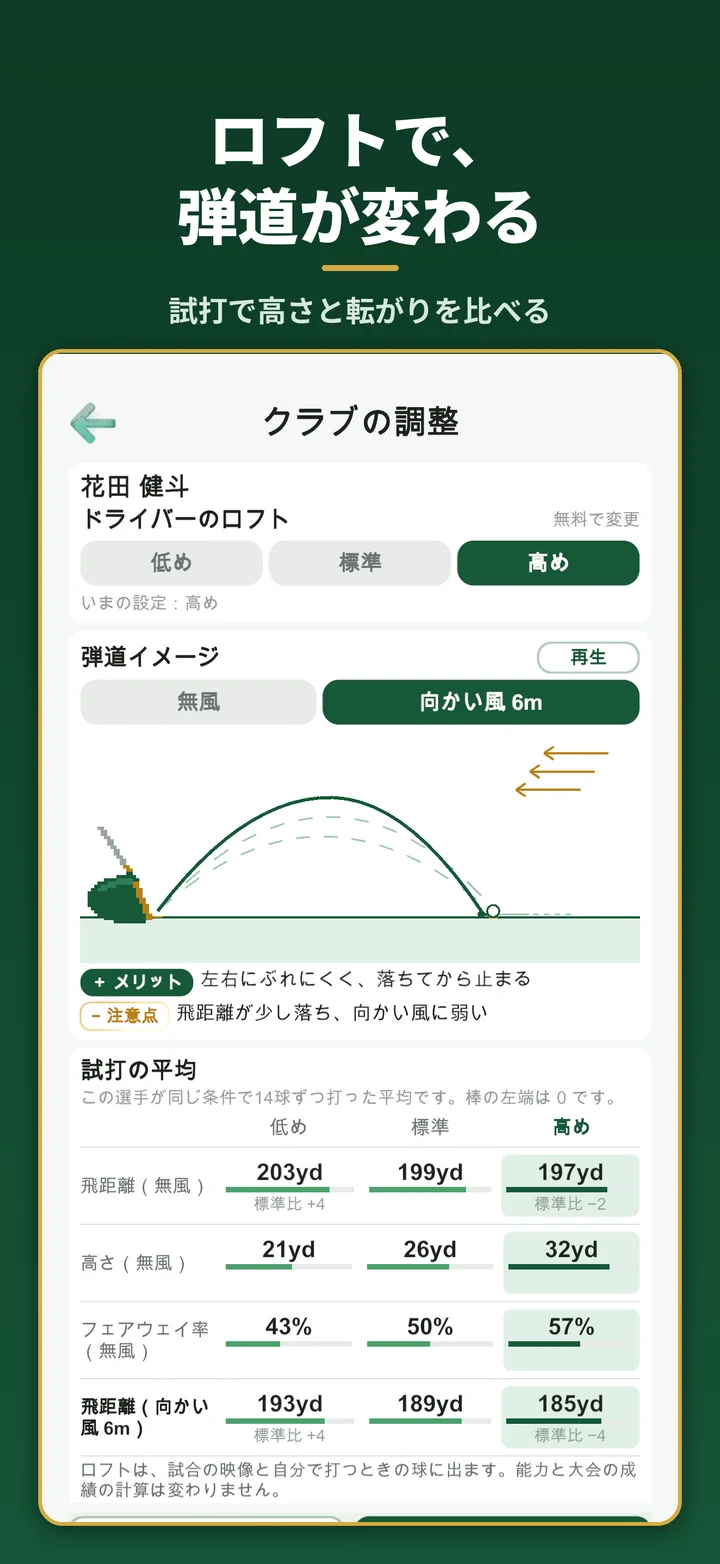 ロフトで、
弾道が変わる
試打で高さと転がりを比べる
クラブの調整
花田 健斗
ドライバーのロフト
無料で変更
低め 標準 高め
いまの設定：高め
弾道イメージ 再生
無風 向かい風 6m
+ メリット 左右にぶれにくく、落ちてから止まる
− 注意点 飛距離が少し落ち、向かい風に弱い
試打の平均
この選手が同じ条件で14球ずつ打った平均です。棒の左端は 0 です。
低め 標準 高め
飛距離 ( 無風 ) 203yd 199yd 197yd
標準比 +4 標準比 −2
高さ ( 無風 ) 21yd 26yd 32yd
フェアウェイ率
( 無風 ) 43% 50% 57%
飛距離 ( 向かい
風 6m ) 193yd 189yd 185yd
標準比 +4 標準比 −4
ロフトは、試合の映像と自分で打つときの球に出ます。能力と大会の成
績の計算は変わりません。